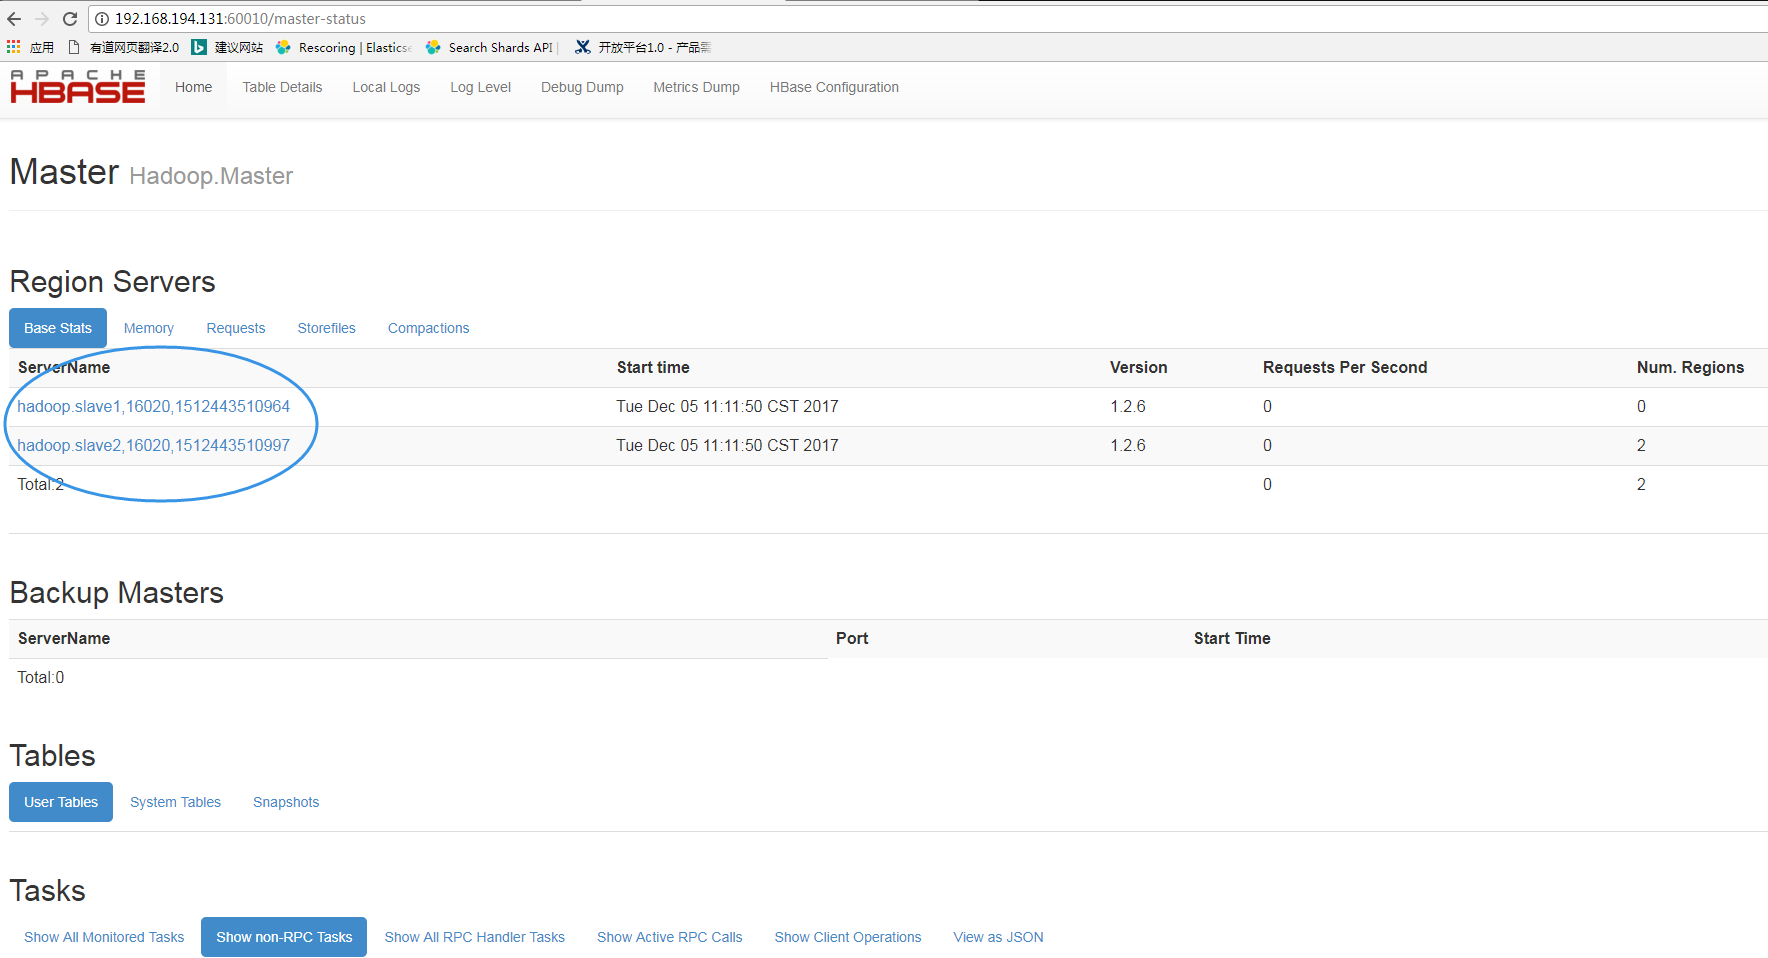 192.168.194.131:60010/master-status
应用 有道网页翻译2.0 建议网站 Rescoring | Elastics Search Shards API | 开放平台1.0 - 产品需
APACHE
HBASE
Home Table Details Local Logs Log Level Debug Dump Metrics Dump HBase Configuration
Master Hadoop.Master
Region Servers
Base Stats Memory Requests Storefiles Compactions
ServerName Start time Version Requests Per Second Num. Regions
hadoop.slave1,16020,1512443510964 Tue Dec 05 11:11:50 CST 2017 1.2.6 0 0
hadoop.slave2,16020,1512443510997 Tue Dec 05 11:11:50 CST 2017 1.2.6 0 2
Total:2 0 2
Backup Masters
ServerName Port Start Time
Total:0
Tables
User Tables System Tables Snapshots
Tasks
Show All Monitored Tasks Show non-RPC Tasks Show All RPC Handler Tasks Show Active RPC Calls Show Client Operations View as JSON